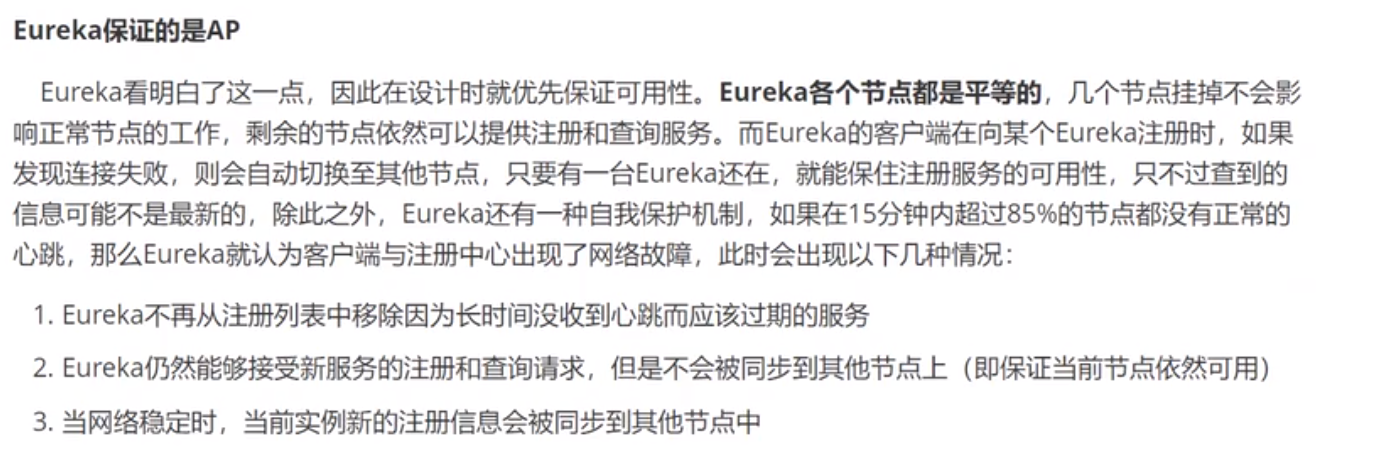 Eureka保证的是AP
Eureka看明白了这一点，因此在设计时就优先保证可用性。Eureka各个节点都是平等的，几个节点挂掉不会影
响正常节点的工作，剩余的节点依然可以提供注册和查询服务。而Eureka的客户端在向某个Eureka注册时，如果
发现连接失败，则会自动切换至其他节点，只要有一台Eureka还在，就能保住注册服务的可用性，只不过查到的
信息可能不是最新的，除此之外，Eureka还有一种自我保护机制，如果在15分钟内超过85%的节点都没有正常的
心跳，那么Eureka就认为客户端与注册中心出现了网络故障，此时会出现以下几种情况：
1. Eureka不再从注册列表中移除因为长时间没收到心跳而应该过期的服务
2. Eureka仍然能够接受新服务的注册和查询请求，但是不会被同步到其他节点上（即保证当前节点依然可用）
3. 当网络稳定时，当前实例新的注册信息会被同步到其他节点中